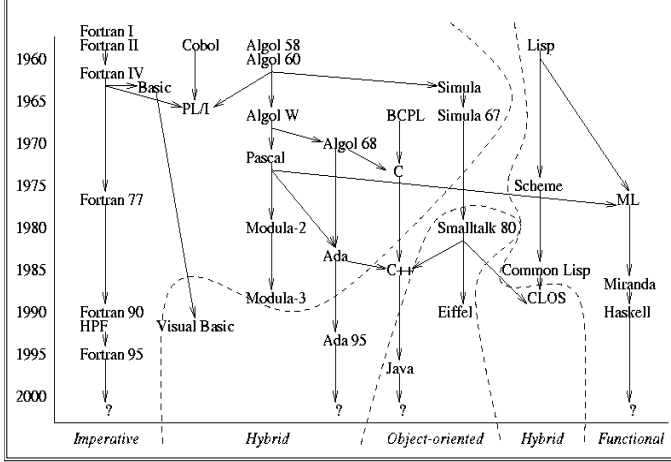 Fortran I
Fortran II Cobol Algol 58 Lisp
1960 Algol 60
Fortran IV
Basic Simula
1965 PL/I
Algol W BCPL Simula 67
1970 Algol 68
Pascal
C
1975 Scheme
Fortran 77 ML
1980 Modula-2 Smalltalk 80
Ada
1985 C++ Common Lisp
Miranda
Modula-3 CLOS
1990 Fortran 90 Eiffel Haskell
HPF Visual Basic
Ada 95
1995 Fortran 95
Java
2000
? ? ? ?
Imperative Hybrid Object-oriented Hybrid Functional